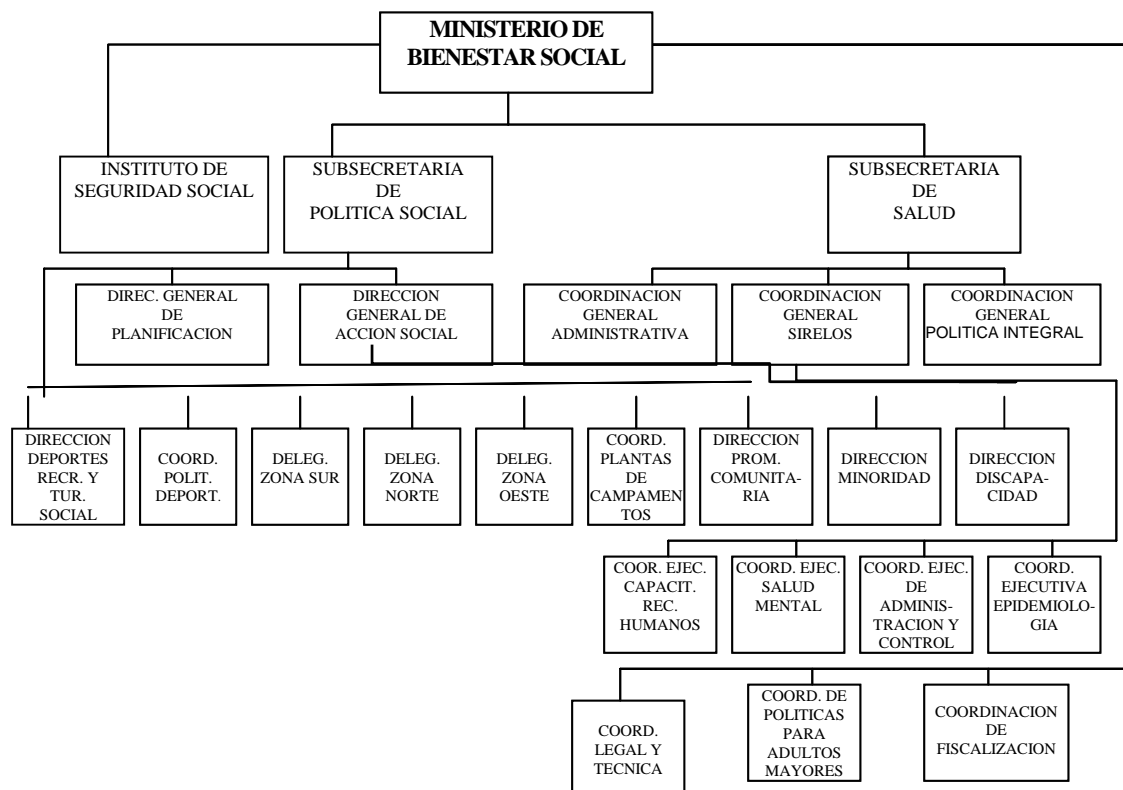 MINISTERIO DE
BIENESTAR SOCIAL
INSTITUTO DE
SEGURIDAD SOCIAL
SUBSECRETARIA
DE
POLITICA SOCIAL
SUBSECRETARIA
DE
SALUD
DIREC. GENERAL
DE
PLANIFICACION
DIRECCION
GENERAL DE
ACCION SOCIAL
COORDINACION
GENERAL
ADMINISTRATIVA
COORDINACION
GENERAL
SIRELOS
COORDINACION
GENERAL
POLITICA INTEGRAL
DIRECCION
DEPORTES
RECR. Y
TUR.
SOCIAL
COORD.
POLIT.
DEPORT.
DELEG.
ZONA SUR
DELEG.
ZONA
NORTE
DELEG.
ZONA
OESTE
COORD.
PLANTAS
DE
CAMPAMEN
TOS
DIRECCION
PROM.
COMUNITA-
RIA
DIRECCION
MINORIDAD
DIRECCION
DISCAPA-
CIDAD
COOR. EJEC.
CAPACIT.
REC.
HUMANOS
COORD. EJEC.
SALUD
MENTAL
COORD. EJEC.
DE
ADMINIS-
TRACION Y
CONTROL
COORD.
EJECUTIVA
EPIDEMIOLO-
GIA
COORD.
LEGAL Y
TECNICA
COORD. DE
POLITICAS
PARA
ADULTOS
MAYORES
COORDINACION
DE
FISCALIZACION